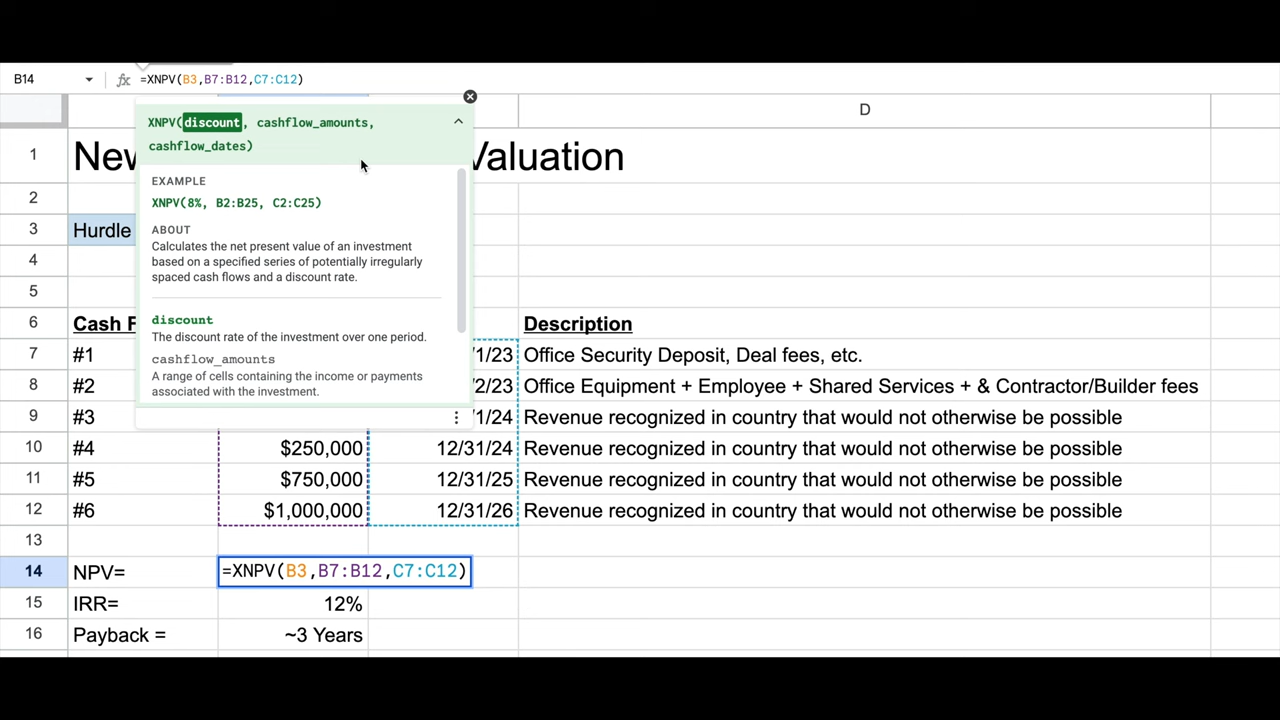 B14 fx =XNPV(B3,B7:B12,C7:C12)
D
XNPV(discount, cashflow_amounts,
cashflow_dates)
EXAMPLE
XNPV(8%, B2:B25, C2:C25)
ABOUT
Calculates the net present value of an investment
based on a specified series of potentially irregularly
spaced cash flows and a discount rate.
discount
The discount rate of the investment over one period.
cashflow_amounts
A range of cells containing the income or payments
associated with the investment.
1 Valuation
2
3 Hurdle
4
5
6 Cash Description
7 #1 /1/23 Office Security Deposit, Deal fees, etc.
8 #2 /2/23 Office Equipment + Employee + Shared Services + & Contractor/Builder fees
9 #3 /1/24 Revenue recognized in country that would not otherwise be possible
10 #4 $250,000 12/31/24 Revenue recognized in country that would not otherwise be possible
11 #5 $750,000 12/31/25 Revenue recognized in country that would not otherwise be possible
12 #6 $1,000,000 12/31/26 Revenue recognized in country that would not otherwise be possible
13
14 NPV= =XNPV(B3,B7:B12,C7:C12)
15 IRR= 12%
16 Payback = ~3 Years